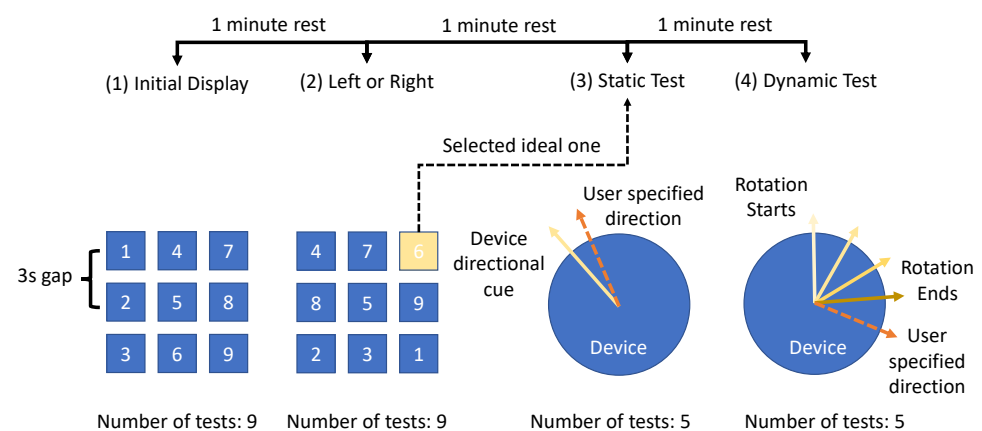 1 minute rest
1 minute rest
1 minute rest
(1) Initial Display
(2) Left or Right
(3) Static Test
(4) Dynamic Test
Selected ideal one
3s gap
1 4 7
2 5 8
3 6 9
4 7 6
8 5 9
2 3 1
User specified
direction
Device
directional
cue
Device
Rotation
Starts
Rotation
Ends
User
specified
direction
Device
Number of tests: 9
Number of tests: 9
Number of tests: 5
Number of tests: 5